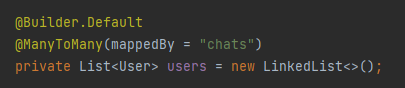 @Builder.Default
@ManyToMany(mappedBy = "chats")
private List<User> users = new LinkedList<>();